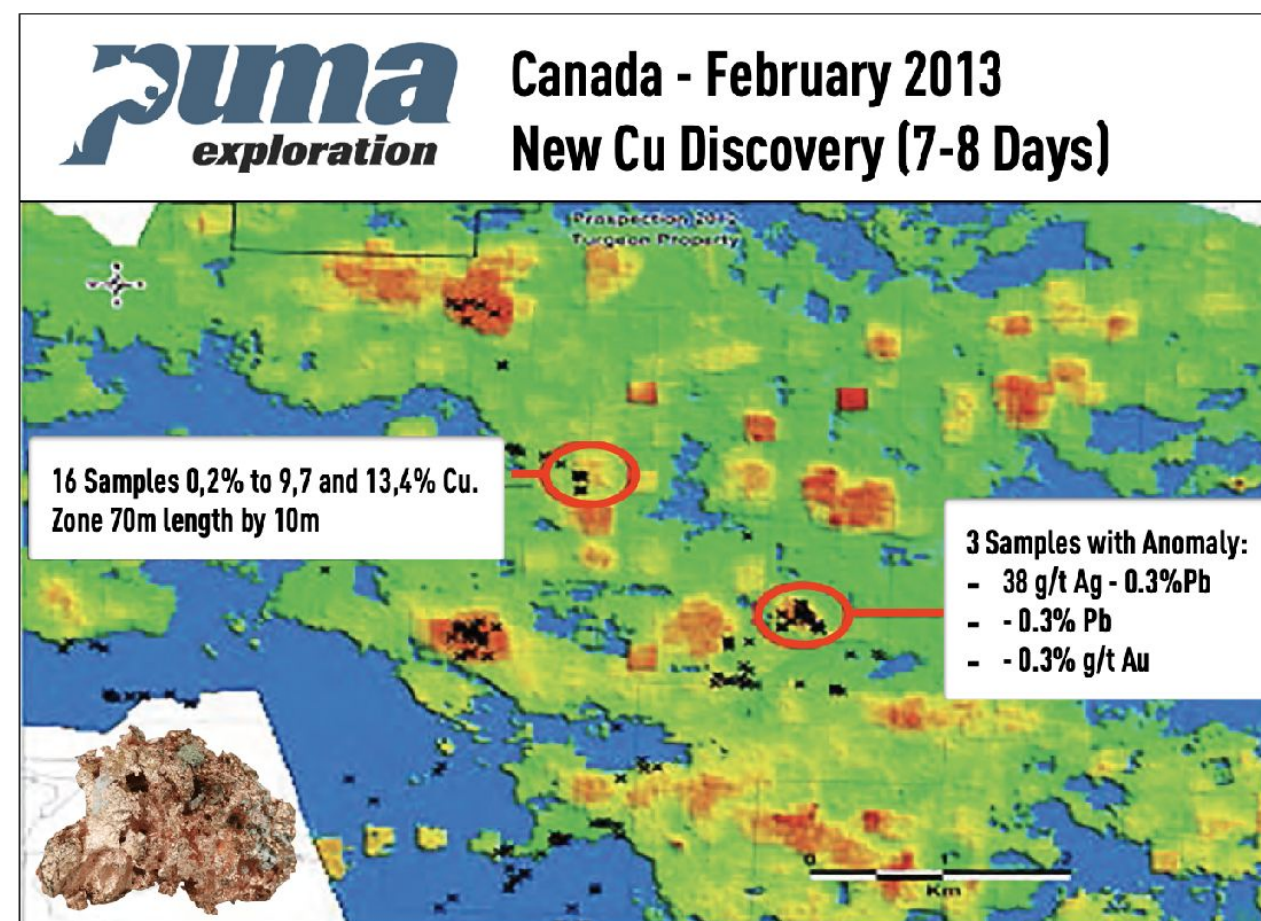 puma
exploration
Canada - February 2013
New Cu Discovery (7-8 Days)
Prospection 2012
Turgeon Property
16 Samples 0,2% to 9,7 and 13,4% Cu.
Zone 70m length by 10m
3 Samples with Anomaly:
- 38 g/t Ag - 0.3%Pb
- - 0.3% Pb
- - 0.3% g/t Au
0 1 2
Km